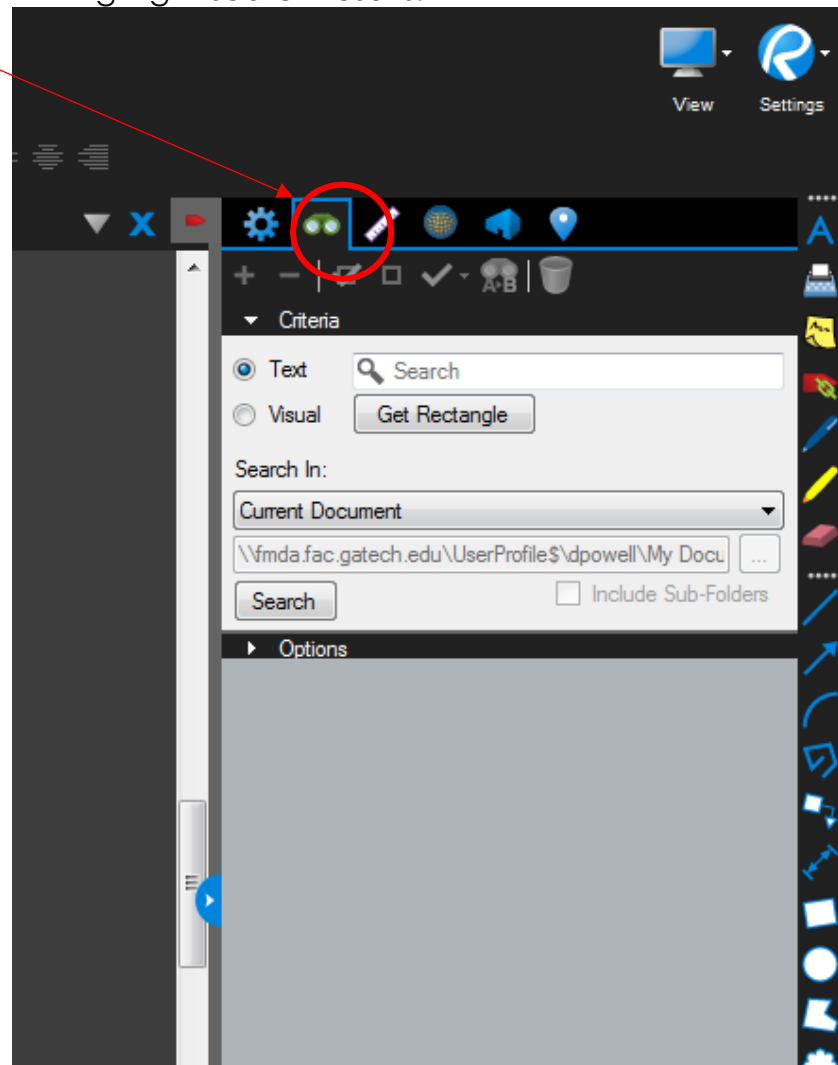 View Settings
A
A▸B
Criteria
Text Search
Visual Get Rectangle
Search In:
Current Document
\\fmda.fac.gatech.edu\UserProfile$\dpowell\My Docu ...
Search Include Sub-Folders
Options